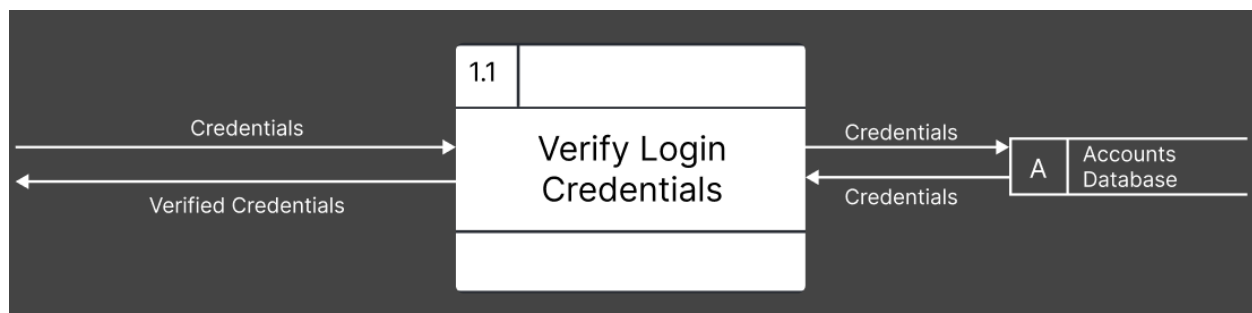 1.1
Credentials
Verified Credentials
Verify Login
Credentials
Credentials
Credentials
A
Accounts
Database